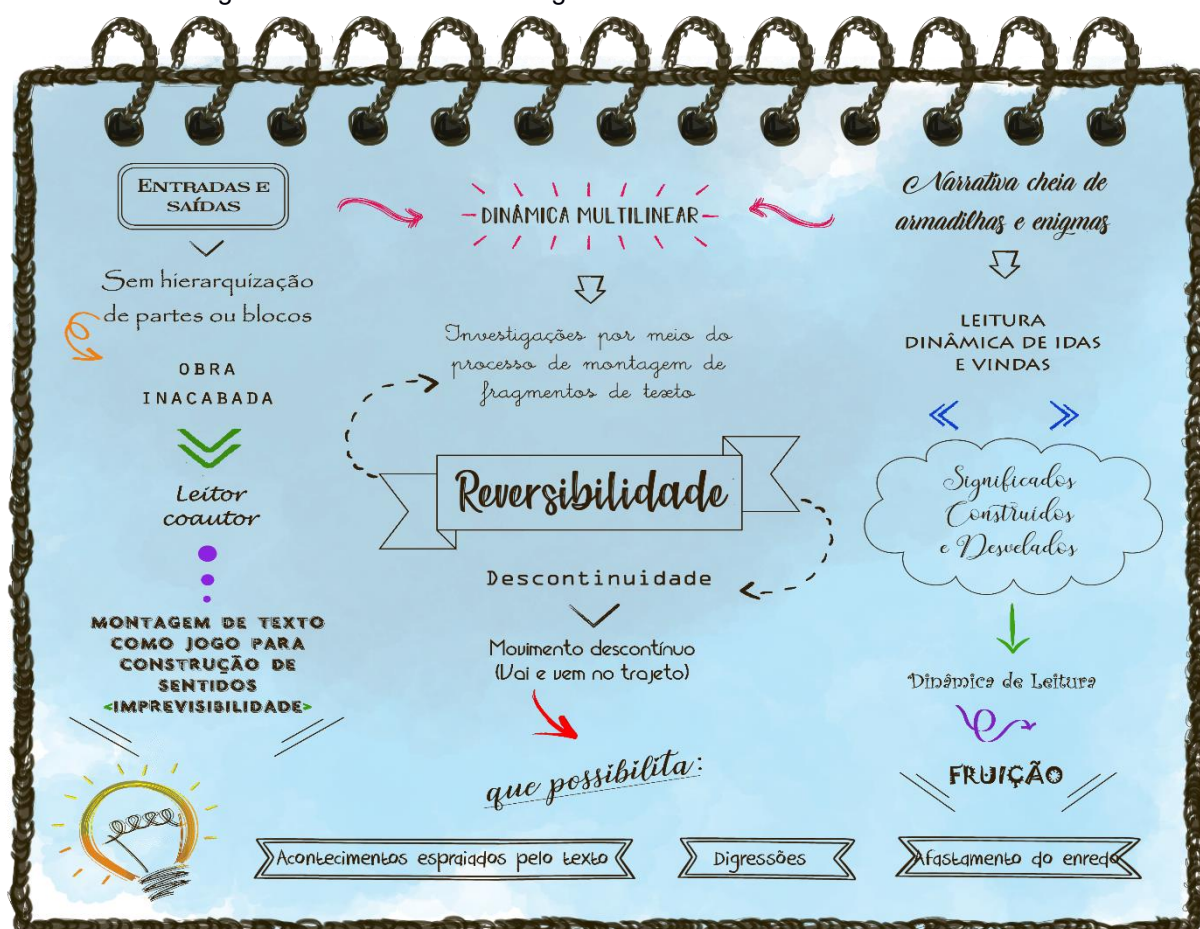 ENTRADAS E
SAÍDAS
Sem hierarquização
de partes ou blocos
OBRA
INACABADA
Leitor
coautor
MONTAGEM DE TEXTO
COMO JOGO PARA
CONSTRUÇÃO DE
SENTIDOS
<IMPREVISIBILIDADE>
DINÂMICA MULTILINEAR
Investigações por meio do
processo de montagem de
fragmentos de texto
Reversibilidade
Descontinuidade
Movimento descontínuo
(Vai e vem no trajeto)
que possibilita:
Narrativa cheia de
armadilhas e enigmas
LEITURA
DINÂMICA DE IDAS
E VINDAS
Significados
Construídos
e Desvelados
Dinâmica de Leitura
FRUIÇÃO
Acontecimentos espraiados pelo texto
Digressões
Afastamento do enredo